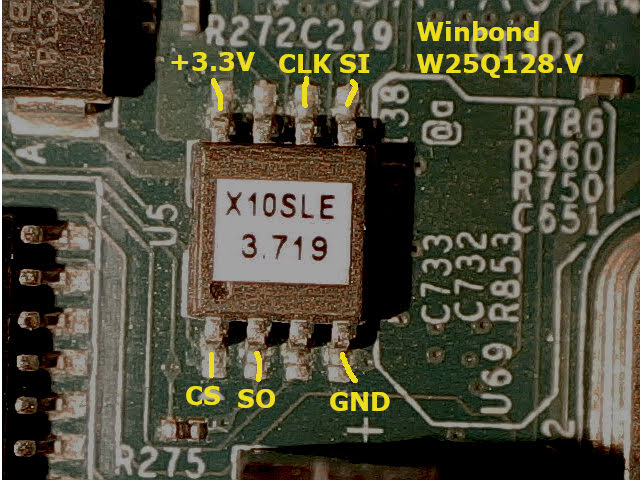 R272C219
Winbond
+3.3V
CLK
SI
W25Q128.V
@a
R786
R960
R750
C651
A
U5
X10SLE
3.719
C733
C732
R853
U69
CS
SO
GND
R275
+
2